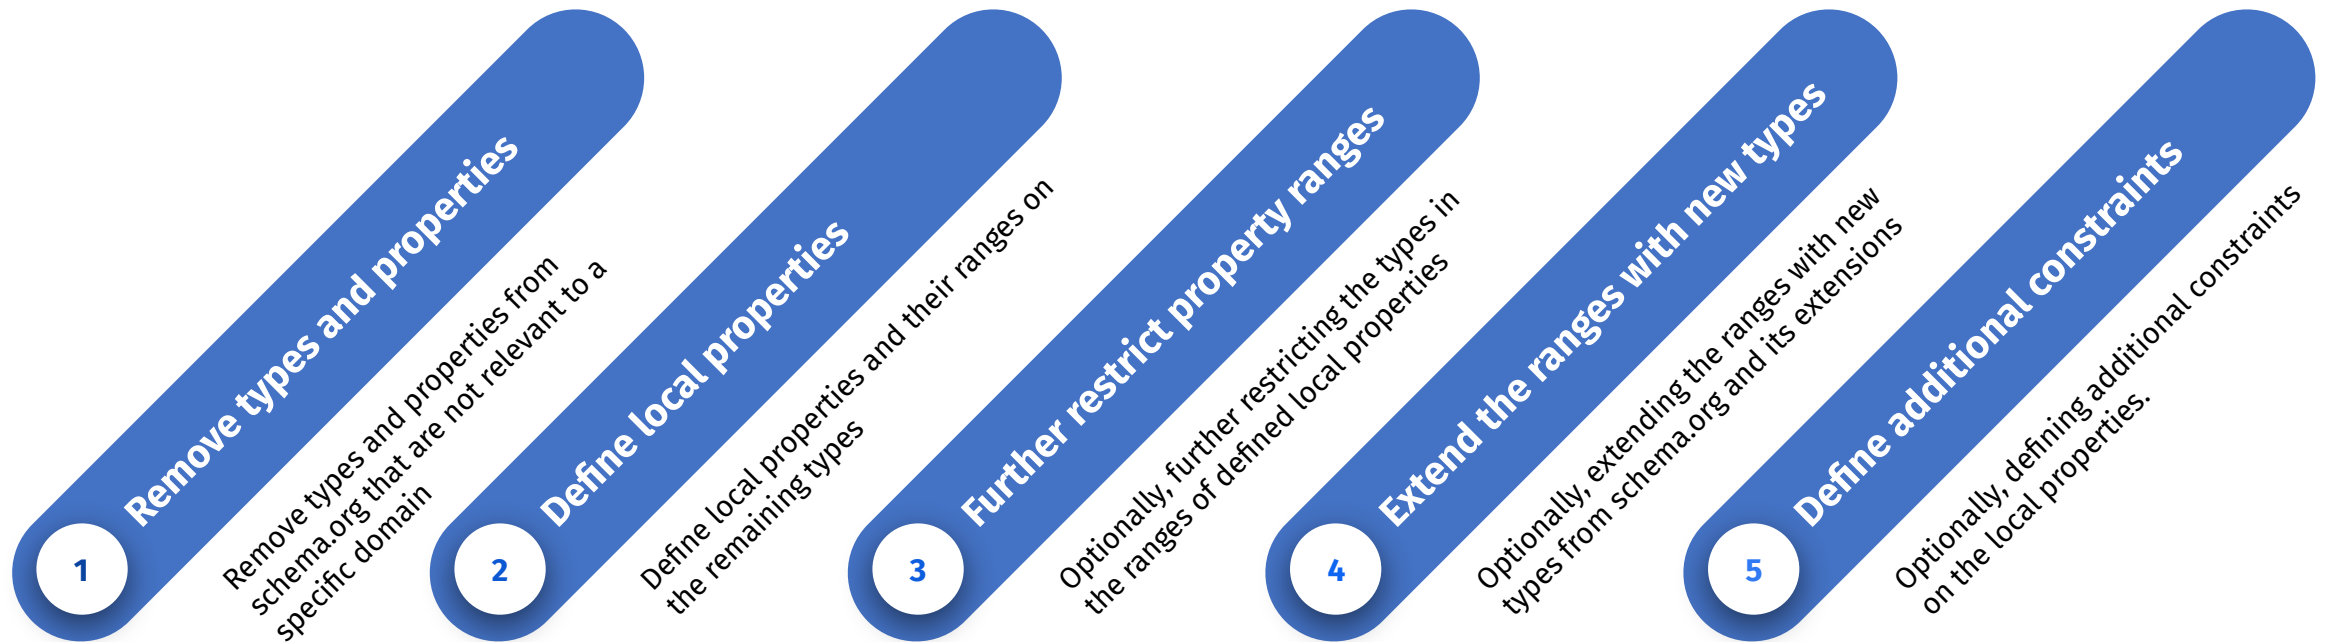 1
Remove types and properties
Remove types and properties from
schema.org that are not relevant to a
specific domain
2
Define local properties
Define local properties and their ranges on
the remaining types
3
Further restrict property ranges
Optionally, further restricting the types in
the ranges of defined local properties
4
Extend the ranges with new types
Optionally, extending the ranges with new
types from schema.org and its extensions
5
Define additional constraints
Optionally, defining additional constraints
on the local properties.